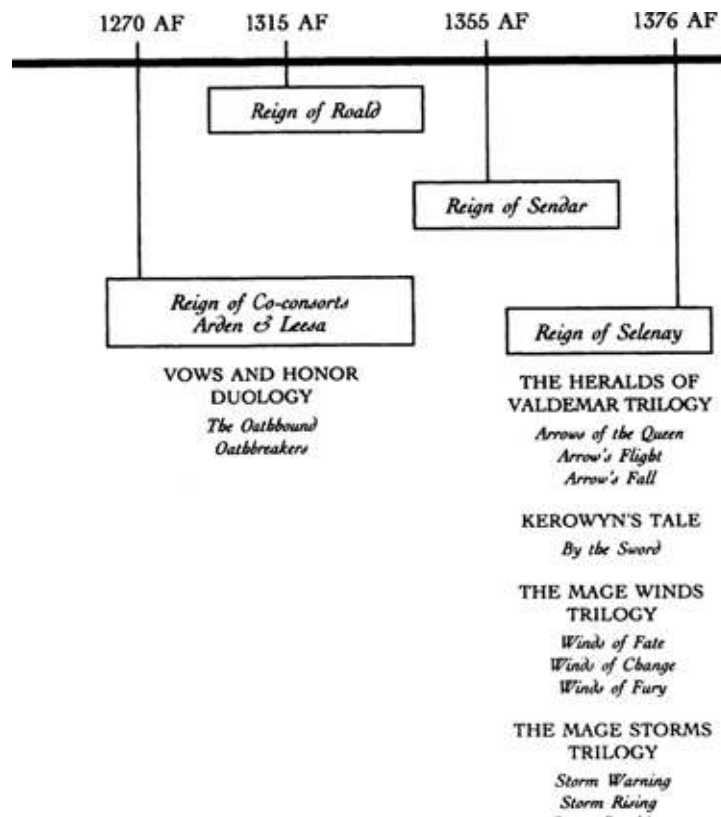 1270 AF 1315 AF 1355 AF 1376 AF
Reign of Roald
Reign of Sendar
Reign of Co-consorts
Arden & Leesa
Reign of Selenay
VOWS AND HONOR
DUOLOGY
The Oathbound
Oathbreakers
THE HERALDS OF
VALDEMAR TRILOGY
Arrows of the Queen
Arrow's Flight
Arrow's Fall
KEROWYN'S TALE
By the Sword
THE MAGE WINDS
TRILOGY
Winds of Fate
Winds of Change
Winds of Fury
THE MAGE STORMS
TRILOGY
Storm Warning
Storm Rising